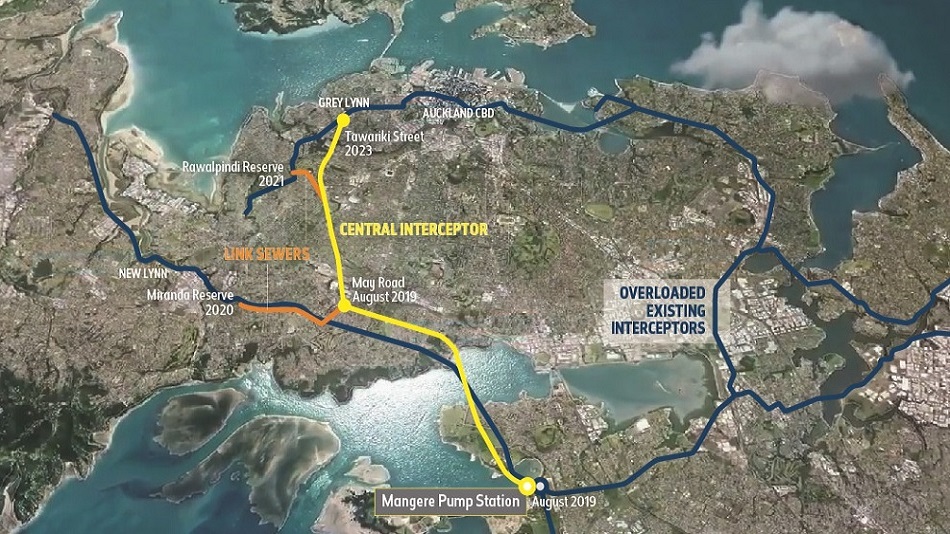 GREY LYNN
AUCKLAND CBD
Tawariki Street
2023
Rawalpindi Reserve
2021
CENTRAL INTERCEPTOR
LINK SEWERS
NEW LYNN
Miranda Reserve
2020
May Road
August 2019
OVERLOADED
EXISTING
INTERCEPTORS
Mangere Pump Station
August 2019